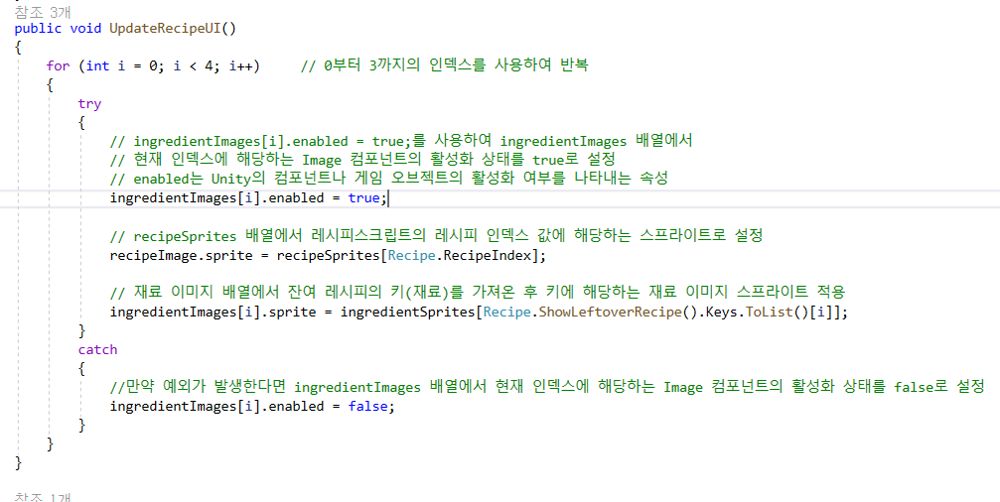 참조 3개
public void UpdateRecipeUI()
{
for (int i = 0; i < 4; i++) // 0부터 3까지의 인덱스를 사용하여 반복
{
try
{
// ingredientImages[i].enabled = true;를 사용하여 ingredientImages 배열에서
// 현재 인덱스에 해당하는 Image 컴포넌트의 활성화 상태를 true로 설정
// enabled는 Unity의 컴포넌트나 게임 오브젝트의 활성화 여부를 나타내는 속성
ingredientImages[i].enabled = true;
// recipeSprites 배열에서 레시피스크립트의 레시피 인덱스 값에 해당하는 스프라이트로 설정
recipeImage.sprite = recipeSprites[Recipe.RecipeIndex];
// 재료 이미지 배열에서 잔여 레시피의 키(재료)를 가져온 후 키에 해당하는 재료 이미지 스프라이트 적용
ingredientImages[i].sprite = ingredientSprites[Recipe.ShowLeftoverRecipe().Keys.ToList()[i]];
}
catch
{
//만약 예외가 발생한다면 ingredientImages 배열에서 현재 인덱스에 해당하는 Image 컴포넌트의 활성화 상태를 false로 설정
ingredientImages[i].enabled = false;
}
}
}
참조 1개